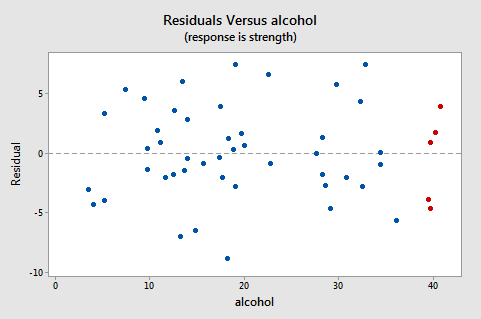 Residuals Versus alcohol
(response is strength)
5
0
-5
-10
Residual
0
10
20
30
40
alcohol